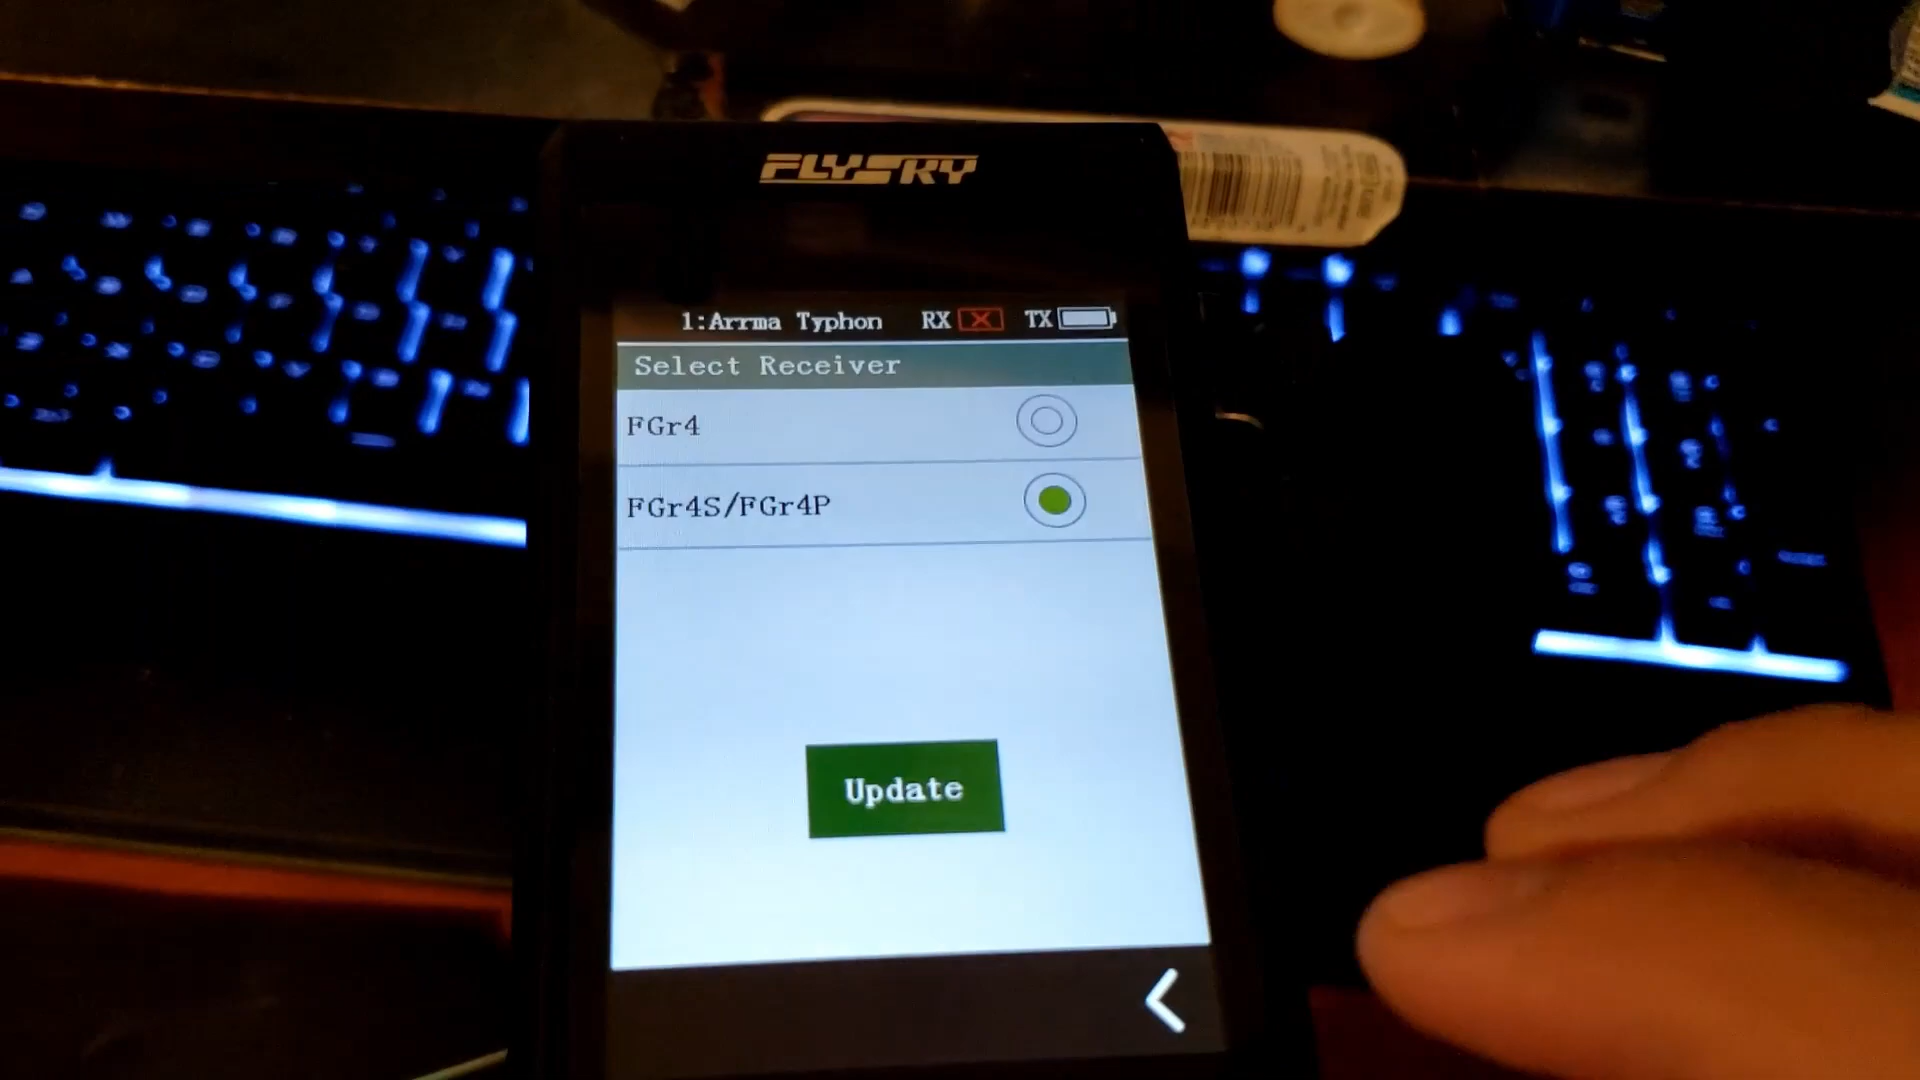 FLYSKY
1:Arrma Typhon RX TX
Select Receiver
FGr4
FGr4S/FGr4P
Update